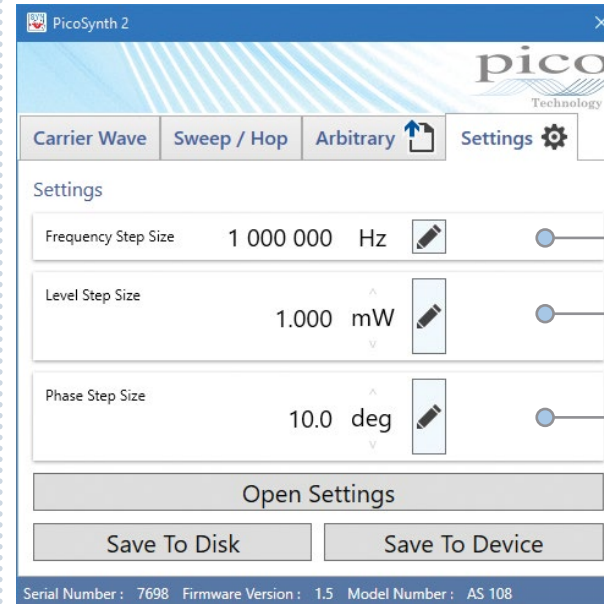 PicoSynth 2
pico
Technology
Carrier Wave Sweep / Hop Arbitrary Settings
Settings
Frequency Step Size 1 000 000 Hz
Level Step Size
1.000 mW
Phase Step Size
10.0 deg
Open Settings
Save To Disk Save To Device
Serial Number : 7698 Firmware Version : 1.5 Model Number : AS 108